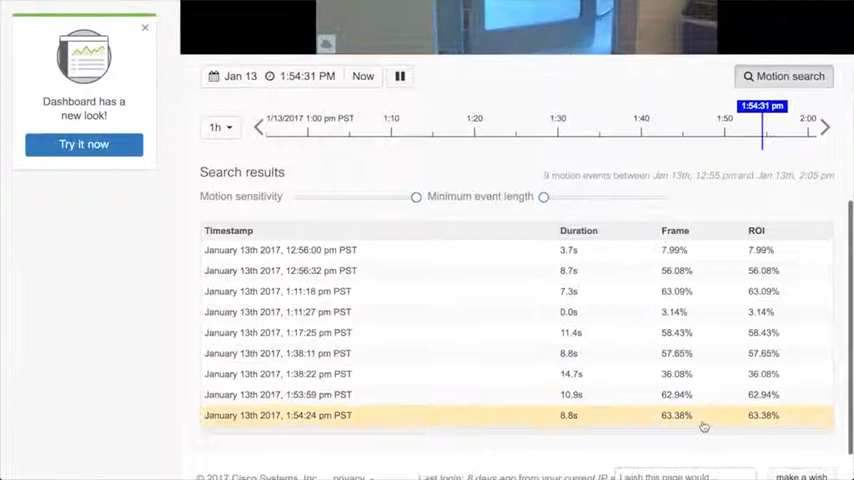 ×
Dashboard has a
new look!
Try it now
Jan 13 1:54:31 PM Now
Motion search
1:54:31 pm
1h
1/13/2017 1:00 pm PST 1:10 1:20 1:30 1:40 1:50 2:00
Search results
9 motion events between Jan 13th, 12:55 pm and Jan 13th, 2:05 pm
Motion sensitivity Minimum event length
Timestamp Duration Frame ROI
January 13th 2017, 12:56:00 pm PST 3.7s 7.99% 7.99%
January 13th 2017, 12:56:32 pm PST 8.7s 56.08% 56.08%
January 13th 2017, 1:11:18 pm PST 7.3s 63.09% 63.09%
January 13th 2017, 1:11:27 pm PST 0.0s 3.14% 3.14%
January 13th 2017, 1:17:25 pm PST 11.4s 58.43% 58.43%
January 13th 2017, 1:38:11 pm PST 8.8s 57.65% 57.65%
January 13th 2017, 1:38:22 pm PST 14.7s 36.08% 36.08%
January 13th 2017, 1:53:59 pm PST 10.9s 62.94% 62.94%
January 13th 2017, 1:54:24 pm PST 8.8s 63.38% 63.38%
© 2017 Cisco Systems, Inc. privacy - Last login: 8 days ago from your current IP I wish this page would... make a wish